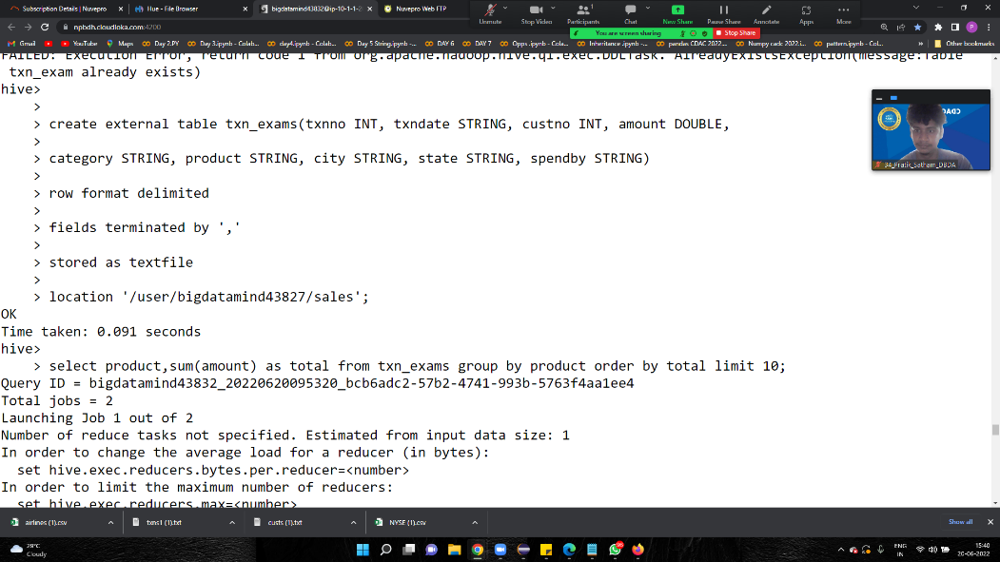 Subscription Details | Nuvepro
Hue - File Browser
bigdatamind43832@ip-10-1-1-2
Nuvepro Web FTP
Unmute
Stop Video
1
Participants
Chat
New Share
Pause Share
Annotate
Apps
More
npbdh.cloudloka.com:4200
You are screen sharing
Stop Share
Gmail
YouTube
Maps
Day 2.PY
Day 3.ipynb - Colab...
day4.ipynb - Colab...
Day 5 String.ipynb -...
DAY 6
DAY 7
Opps .ipynb - Colab...
Inheritance .ipynb -...
pandas CDAC 2022....
Numpy cadc 2022.i...
pattern.ipynb - Col...
»
Other bookmarks
FAILED: Execution Error, return code 1 from org.apache.hadoop.hive.ql.exec.DDLTask. AlreadyExistsException(message:Table
txn_exam already exists)
hive>
>
> create external table txn_exams(txnno INT, txndate STRING, custno INT, amount DOUBLE,
>
> category STRING, product STRING, city STRING, state STRING, spendby STRING)
>
> row format delimited
>
> fields terminated by ','
>
> stored as textfile
>
> location '/user/bigdatamind43827/sales';
OK
Time taken: 0.091 seconds
hive>
> select product,sum(amount) as total from txn_exams group by product order by total limit 10;
Query ID = bigdatamind43832_20220620095320_bcb6adc2-57b2-4741-993b-5763f4aa1ee4
Total jobs = 2
Launching Job 1 out of 2
Number of reduce tasks not specified. Estimated from input data size: 1
In order to change the average load for a reducer (in bytes):
set hive.exec.reducers.bytes.per.reducer=<number>
In order to limit the maximum number of reducers:
set hive.exec.reducers.max=<number>
CDAC
94_Pratik_Satham_DBDA
airlines (1).csv
txns1 (1).txt
custs (1).txt
NYSE (1).csv
Show all
29°C
Cloudy
ENG
IN
15:40
20-06-2022